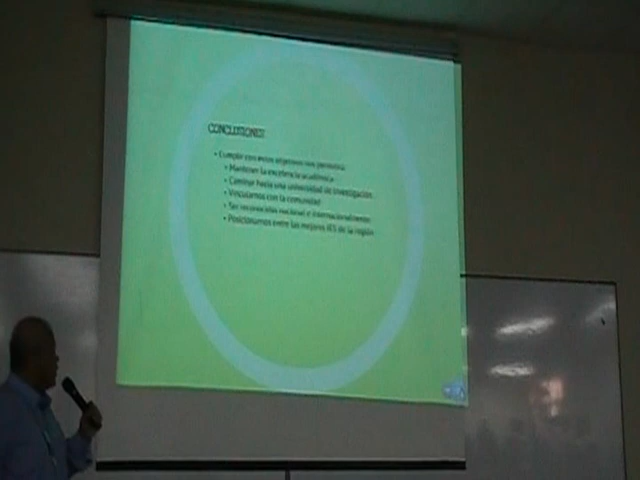 CONCLUSIONES
• Cumplir con estos objetivos nos permitirá:
• Mantener la excelencia académica
• Caminar hacia una universidad de investigación
• Vincularnos con la comunidad
• Ser reconocidos nacional e internacionalmente
• Posicionarnos entre las mejores IES de la región